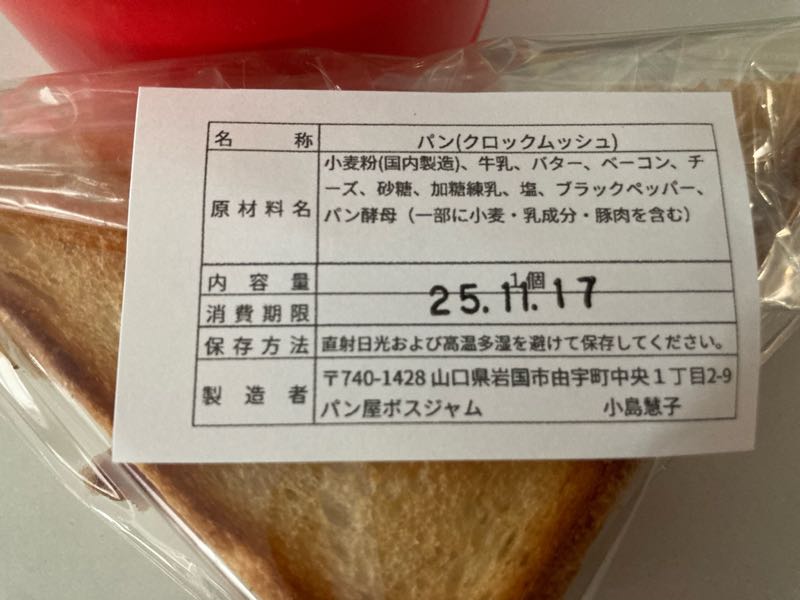 名称 パン(クロックムッシュ)
原材料名 小麦粉(国内製造)、牛乳、バター、ベーコン、チ
ーズ、砂糖、加糖練乳、塩、ブラックペッパー、
パン酵母（一部に小麦・乳成分・豚肉を含む）
内容量 1個
消費期限 25.11.17
保存方法 直射日光および高温多湿を避けて保存してください。
製造者 〒740-1428 山口県岩国市由宇町中央１丁目2-9
パン屋ボスジャム 小島慧子